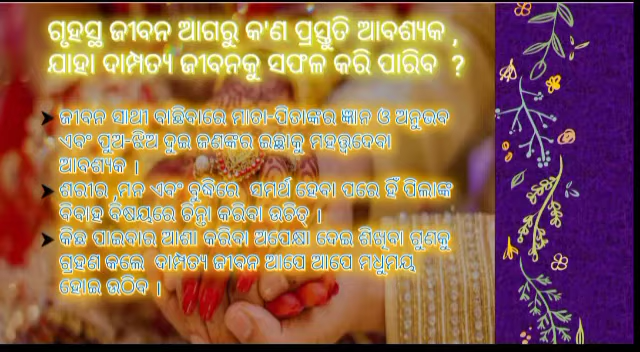 ଗୃହସ୍ଥ ଜୀବନ ଆଗରୁ କ'ଣ ପ୍ରସ୍ତୁତି ଆବଶ୍ୟକ ,
ଯାହା ଦାମ୍ପତ୍ୟ ଜୀବନକୁ ସଫଳ କରି ପାରିବ ?
➤ ଜୀବନ ସାଥୀ ବାଛିବାରେ ମାତା-ପିତାଙ୍କର ଜ୍ଞାନ ଓ ଅନୁଭବ
ଏବଂ ପୁଅ-ଝିଅ ଦୁଇ ଜଣଙ୍କର ଇଚ୍ଛାକୁ ମହତ୍ତ୍ୱଦେବା
ଆବଶ୍ୟକ ।
➤ ଶରୀର ,ମନ ଏବଂ ବୁଦ୍ଧିରେ ସମର୍ଥ ହେବା ପରେ ହିଁ ପିଲାଙ୍କ
ବିବାହ ବିଷୟରେ ଚିନ୍ତା କରିବା ଉଚିତ୍ ।
➤ କିଛି ପାଇବାର ଆଶା କରିବା ଅପେକ୍ଷା ଦେଇ ଶିଖିବା ଗୁଣକୁ
ଗ୍ରହଣ କଲେ ଦାମ୍ପତ୍ୟ ଜୀବନ ଆପେ ଆପେ ମଧୁମୟ
ହୋଇ ଉଠିବ ।